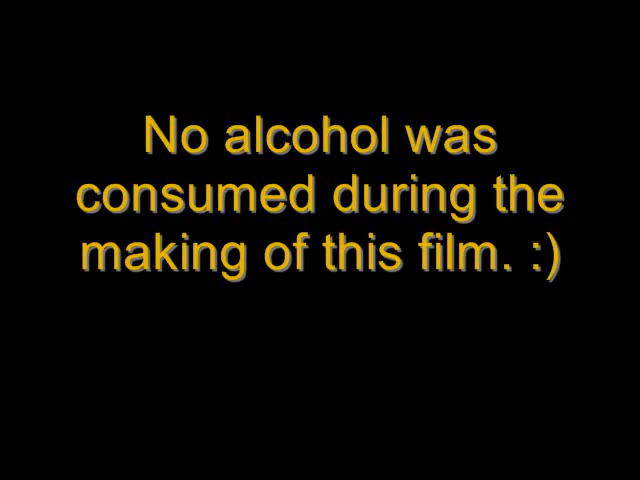 No alcohol was
consumed during the
making of this film. :)